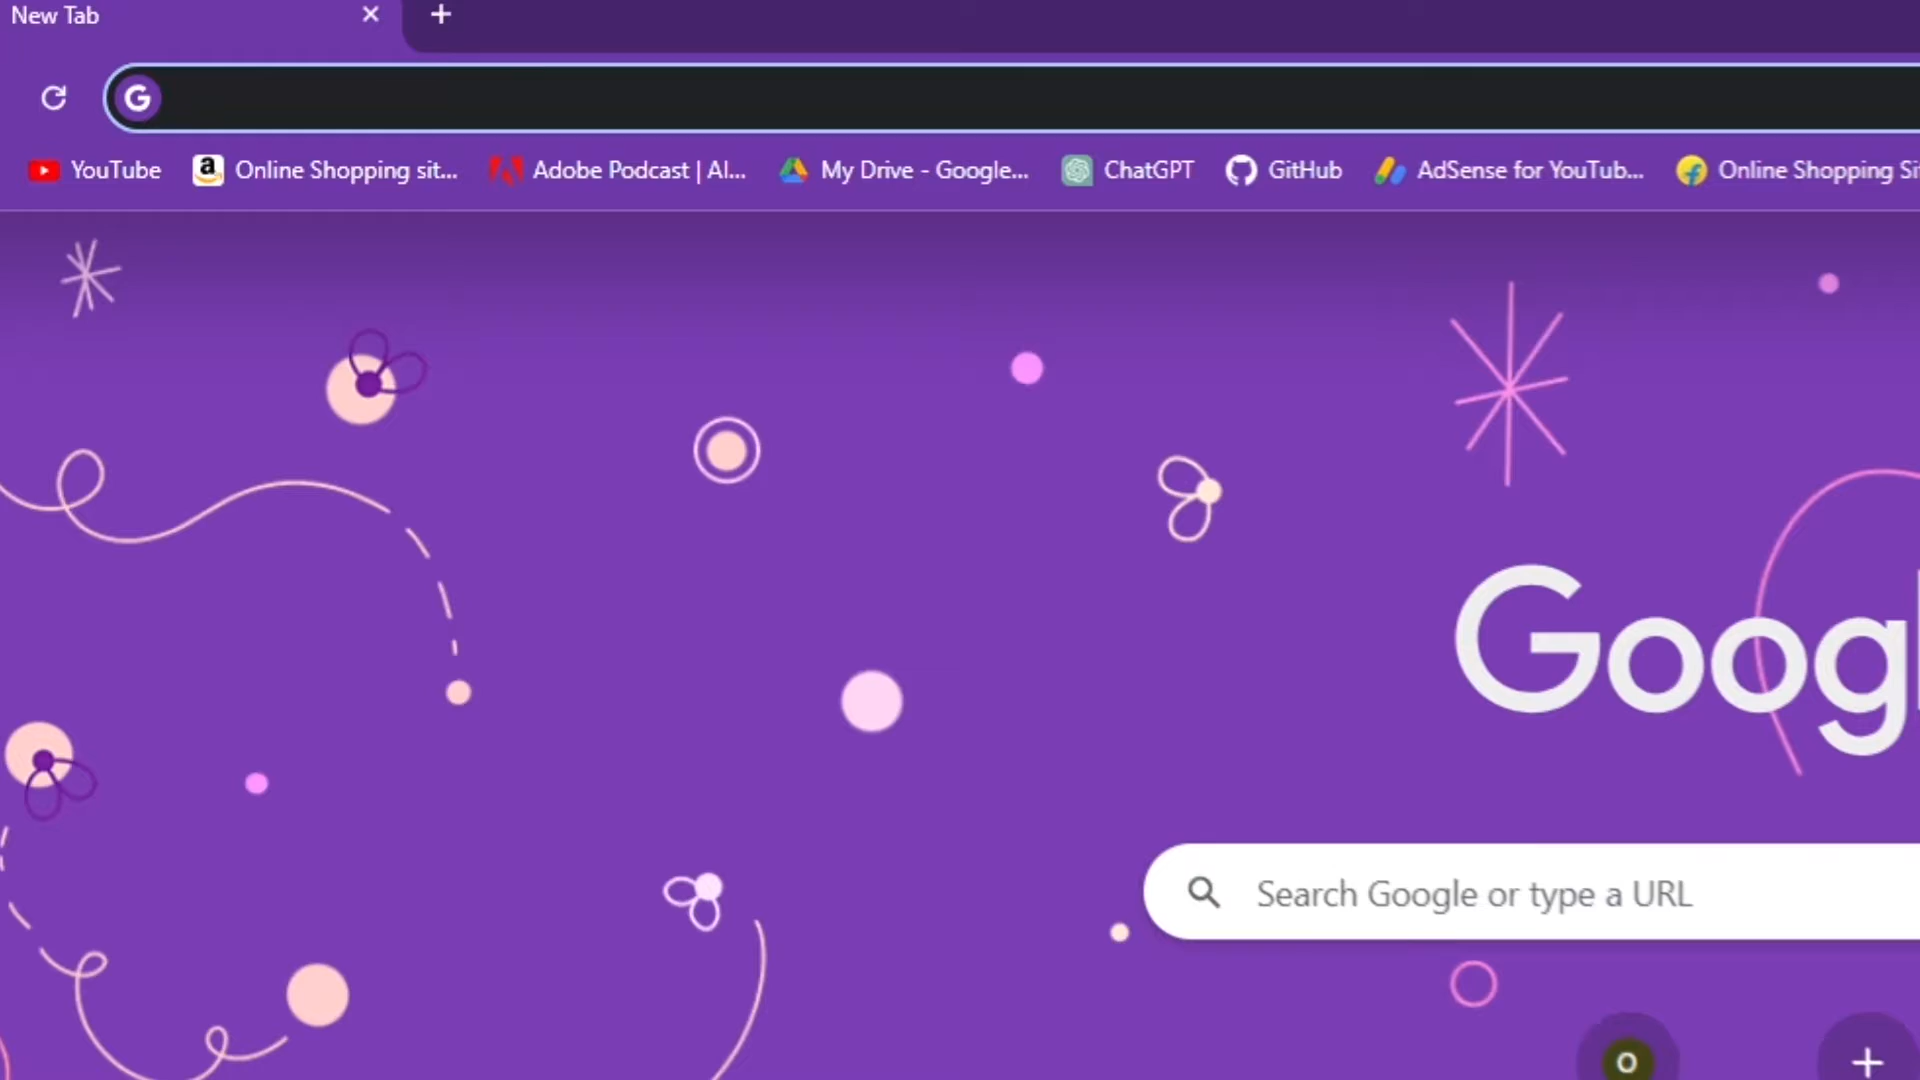 New Tab
YouTube
Online Shopping sit...
Adobe Podcast | AI...
My Drive - Google...
ChatGPT
GitHub
AdSense for YouTub...
Online Shopping Si
Googl
Search Google or type a URL
O